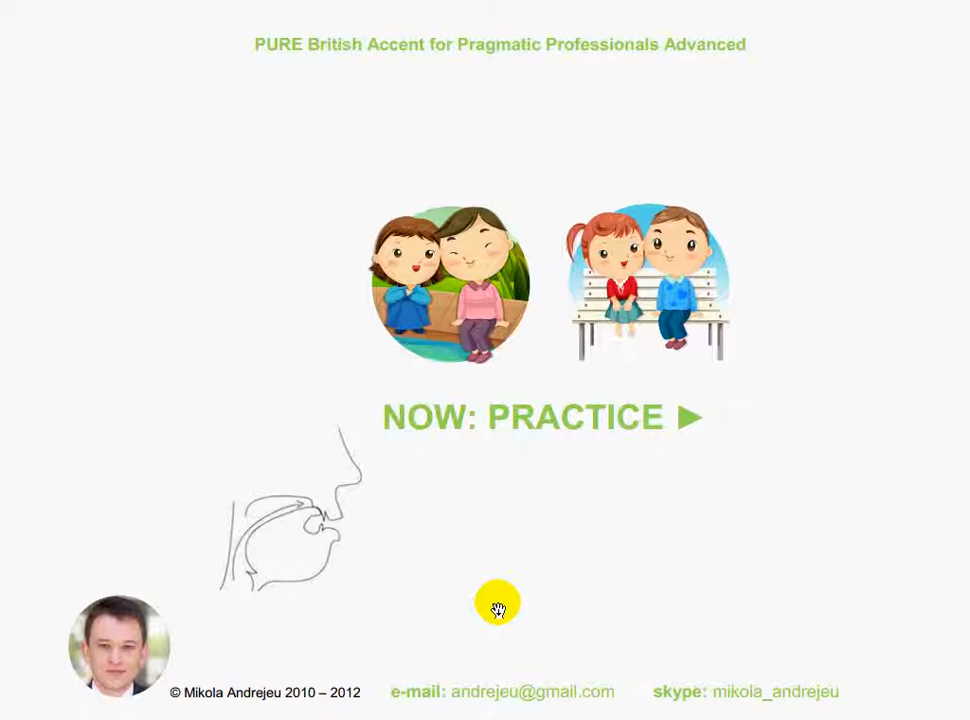 PURE British Accent for Pragmatic Professionals Advanced
NOW: PRACTICE ►
© Mikola Andrejeu 2010 – 2012 e-mail: andrejeu@gmail.com skype: mikola_andrejeu